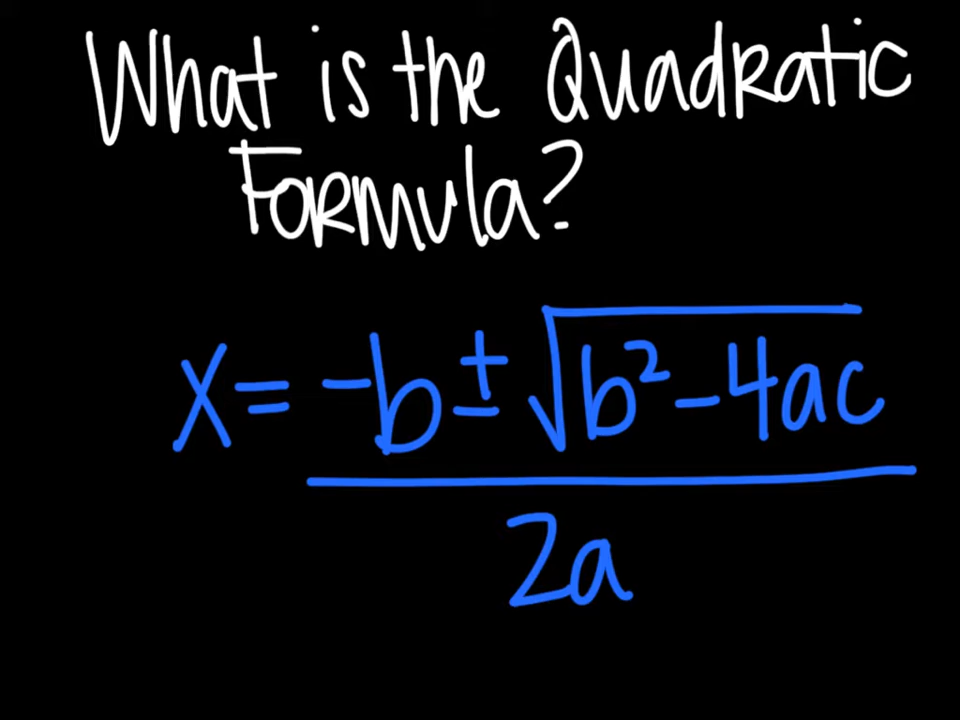 What is the Quadratic
Formula?
x = -b ± √b² - 4ac
2a